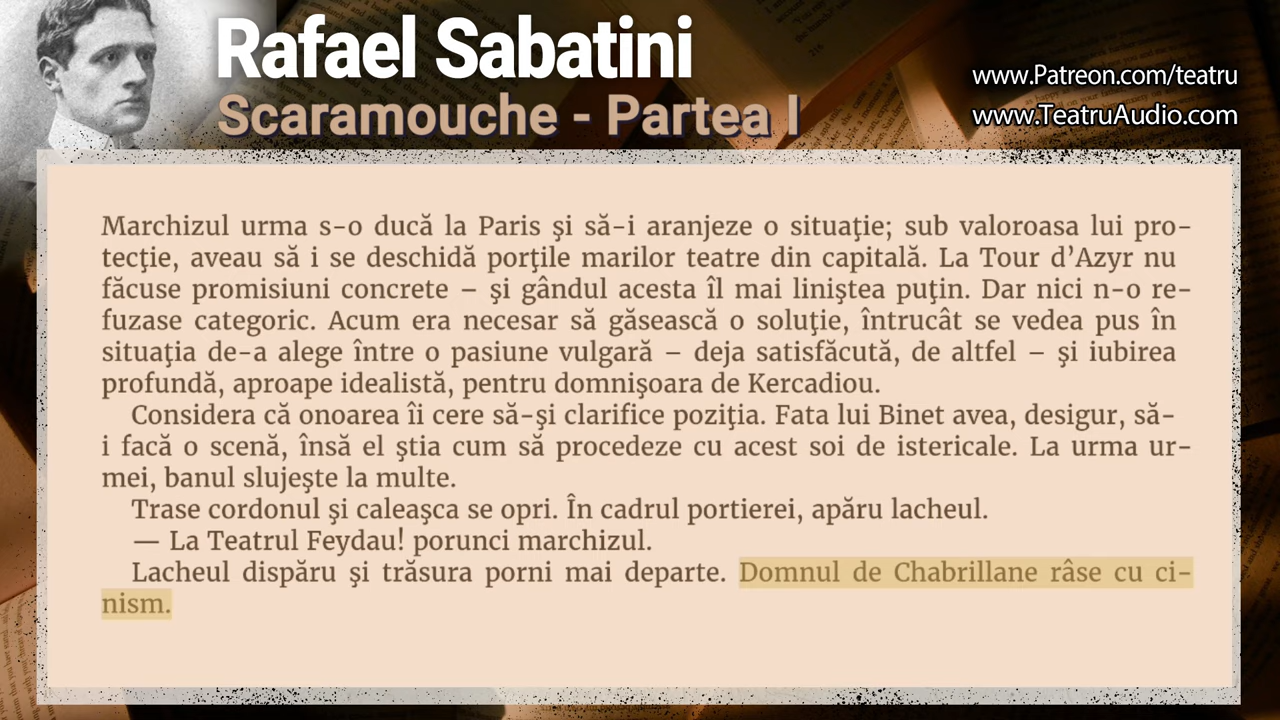 Rafael Sabatini
Scaramouche - Partea I
www.Patreon.com/teatru
www.TeatruAudio.com
Marchizul urma s-o ducă la Paris şi să-i aranjeze o situaţie; sub valoroasa lui pro-
tecţie, aveau să i se deschidă porţile marilor teatre din capitală. La Tour d’Azyr nu
făcuse promisiuni concrete – şi gândul acesta îl mai liniştea puţin. Dar nici n-o re-
fuzase categoric. Acum era necesar să găsească o soluţie, întrucât se vedea pus în
situaţia de-a alege între o pasiune vulgară – deja satisfăcută, de altfel – şi iubirea
profundă, aproape idealistă, pentru domnişoara de Kercadiou.
Considera că onoarea îi cere să-şi clarifice poziţia. Fata lui Binet avea, desigur, să-
i facă o scenă, însă el ştia cum să procedeze cu acest soi de istericale. La urma ur-
mei, banul slujeşte la multe.
Trase cordonul şi caleaşca se opri. În cadrul portierei, apăru lacheul.
— La Teatrul Feydau! porunci marchizul.
Lacheul dispăru şi trăsura porni mai departe. Domnul de Chabrillane râse cu ci-
nism.